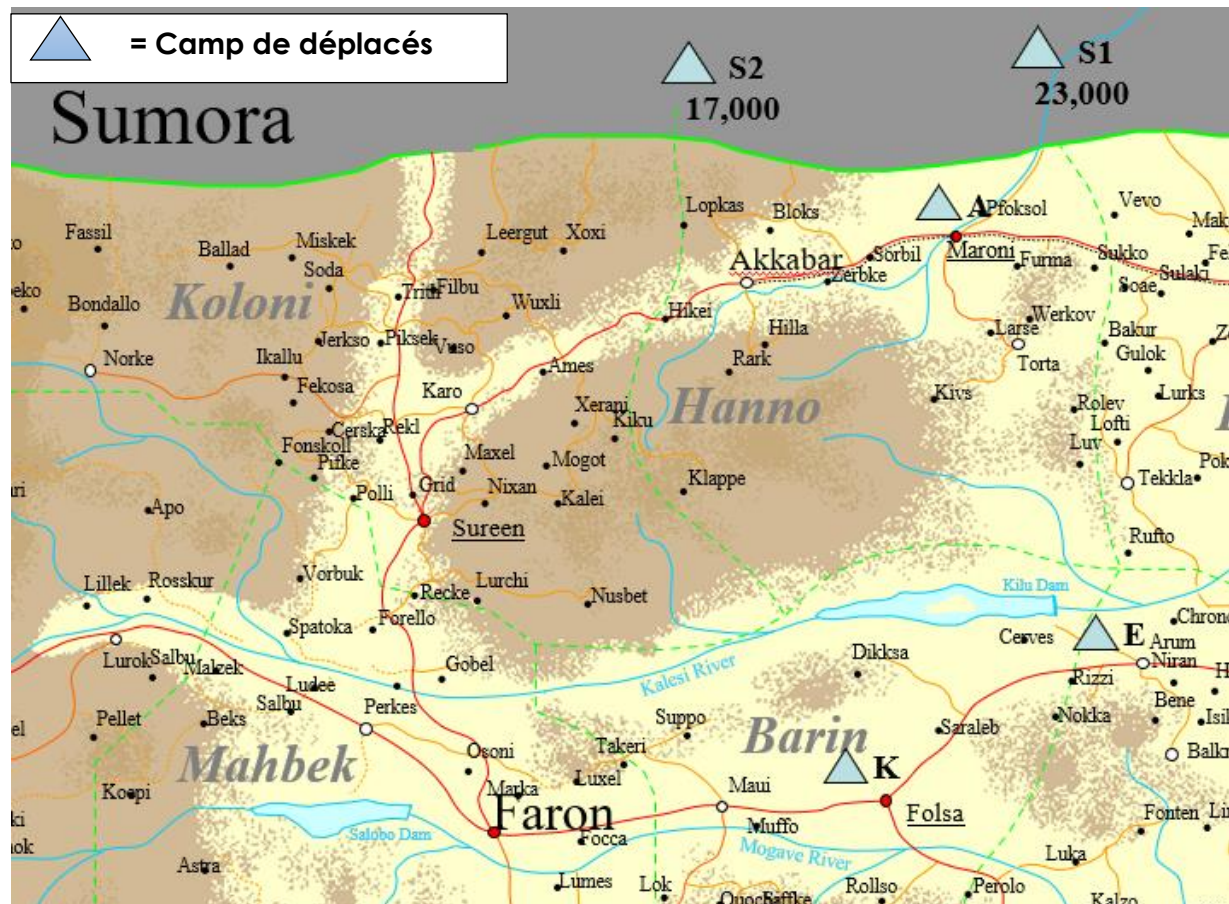 = Camp de déplacés
S2
17,000
S1
23,000
Sumora
A
Pfoksol
Vevo
Lopkas
Bloks
Fassil
Ballad
Miskek
Leergut
Xoxi
Maroni
Akkabar
Sorbil
Furma
Sukko
Soda
Zerbke
Soae
Sulaki
Filbu
Bondallo
Koloni
Wuxli
Hikei
Hilla
Werkov
Larse
Bakur
Jerkso
Piksek
Vuso
Norke
Ikallu
Ames
Rark
Torta
Gulok
Fekosa
Karo
Hanno
Kivs
Lurks
Xerani
Kiku
Rolev
Lofti
Cerska
Rekl
Luv
Fonskoll
Pifke
Maxel
Mogot
Klappe
Tekkla
Polli
Grid
Nixan
Kalei
Apo
Sureen
Rufto
Lillek
Rosskur
Vorbuk
Recke
Lurchi
Nusbet
Kilu Dam
Spatoka
Forello
Cerves
E
Arum
Niran
Lurok
Salbu
Malzek
Gobel
Kalesi River
Dikksa
Rizzi
Ludee
Salbu
Perkes
Bene
Pellet
Beks
Suppo
Barin
Saraleb
Nokka
Mahbek
Osoni
Takeri
Luxel
K
Marka
Maui
Koepi
Faron
Folsa
Fonten
Salobo Dam
Focca
Muffo
Mogave River
Luka
Astra
Lumes
Lok
Rollso
Perolo
Kalzo